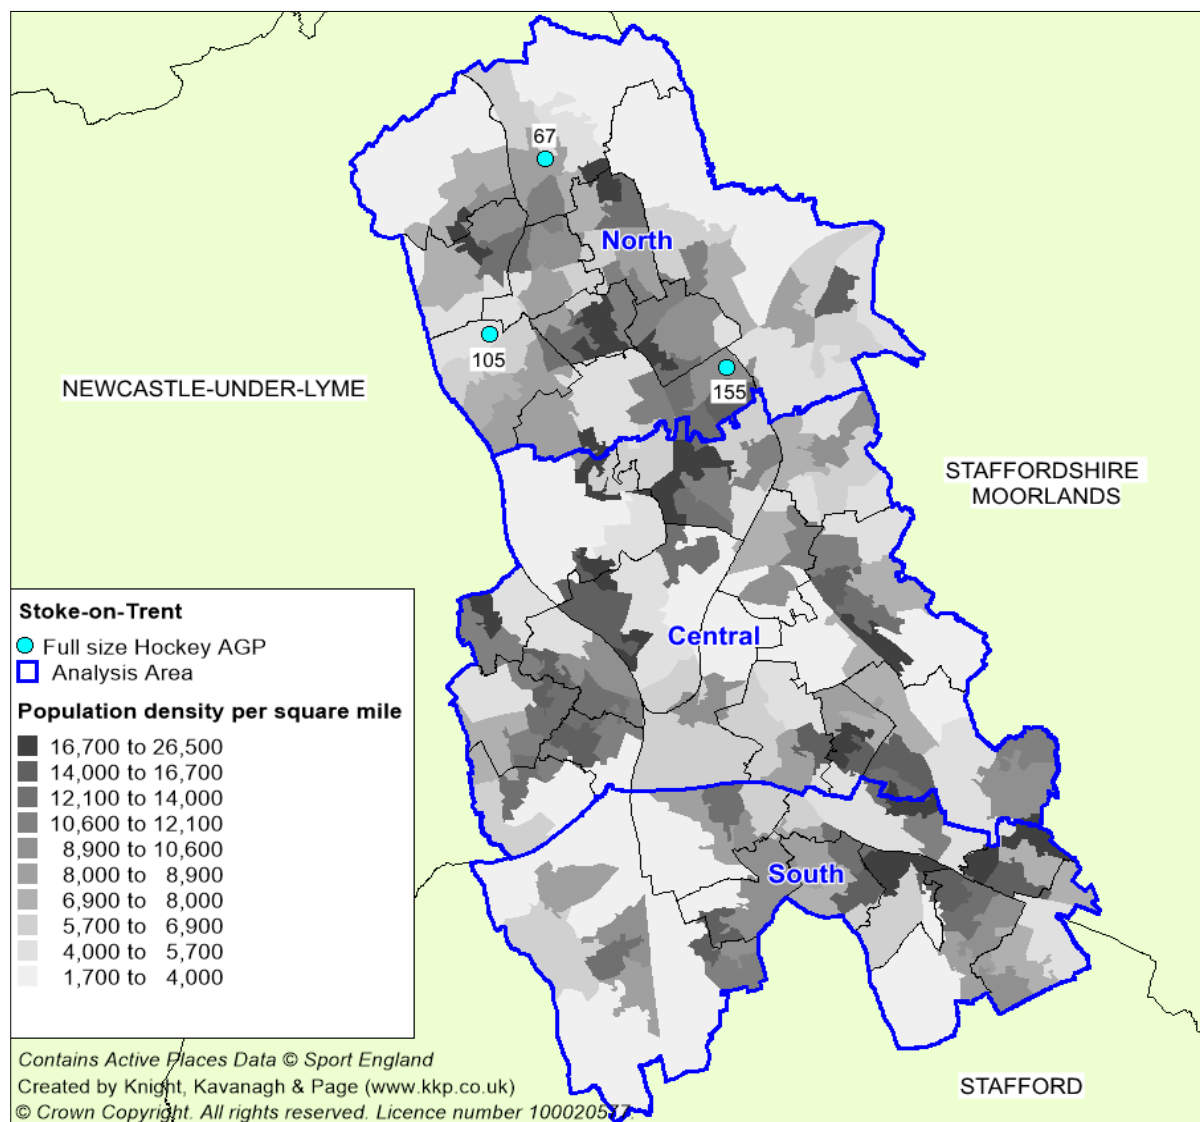 67
North
105
155
NEWCASTLE-UNDER-LYME
STAFFORDSHIRE
MOORLANDS
Central
South
STAFFORD
Stoke-on-Trent
Full size Hockey AGP
Analysis Area
Population density per square mile
16,700 to 26,500
14,000 to 16,700
12,100 to 14,000
10,600 to 12,100
8,900 to 10,600
8,000 to 8,900
6,900 to 8,000
5,700 to 6,900
4,000 to 5,700
1,700 to 4,000
Contains Active Places Data © Sport England
Created by Knight, Kavanagh & Page (www.kkp.co.uk)
© Crown Copyright. All rights reserved. Licence number 100020577.